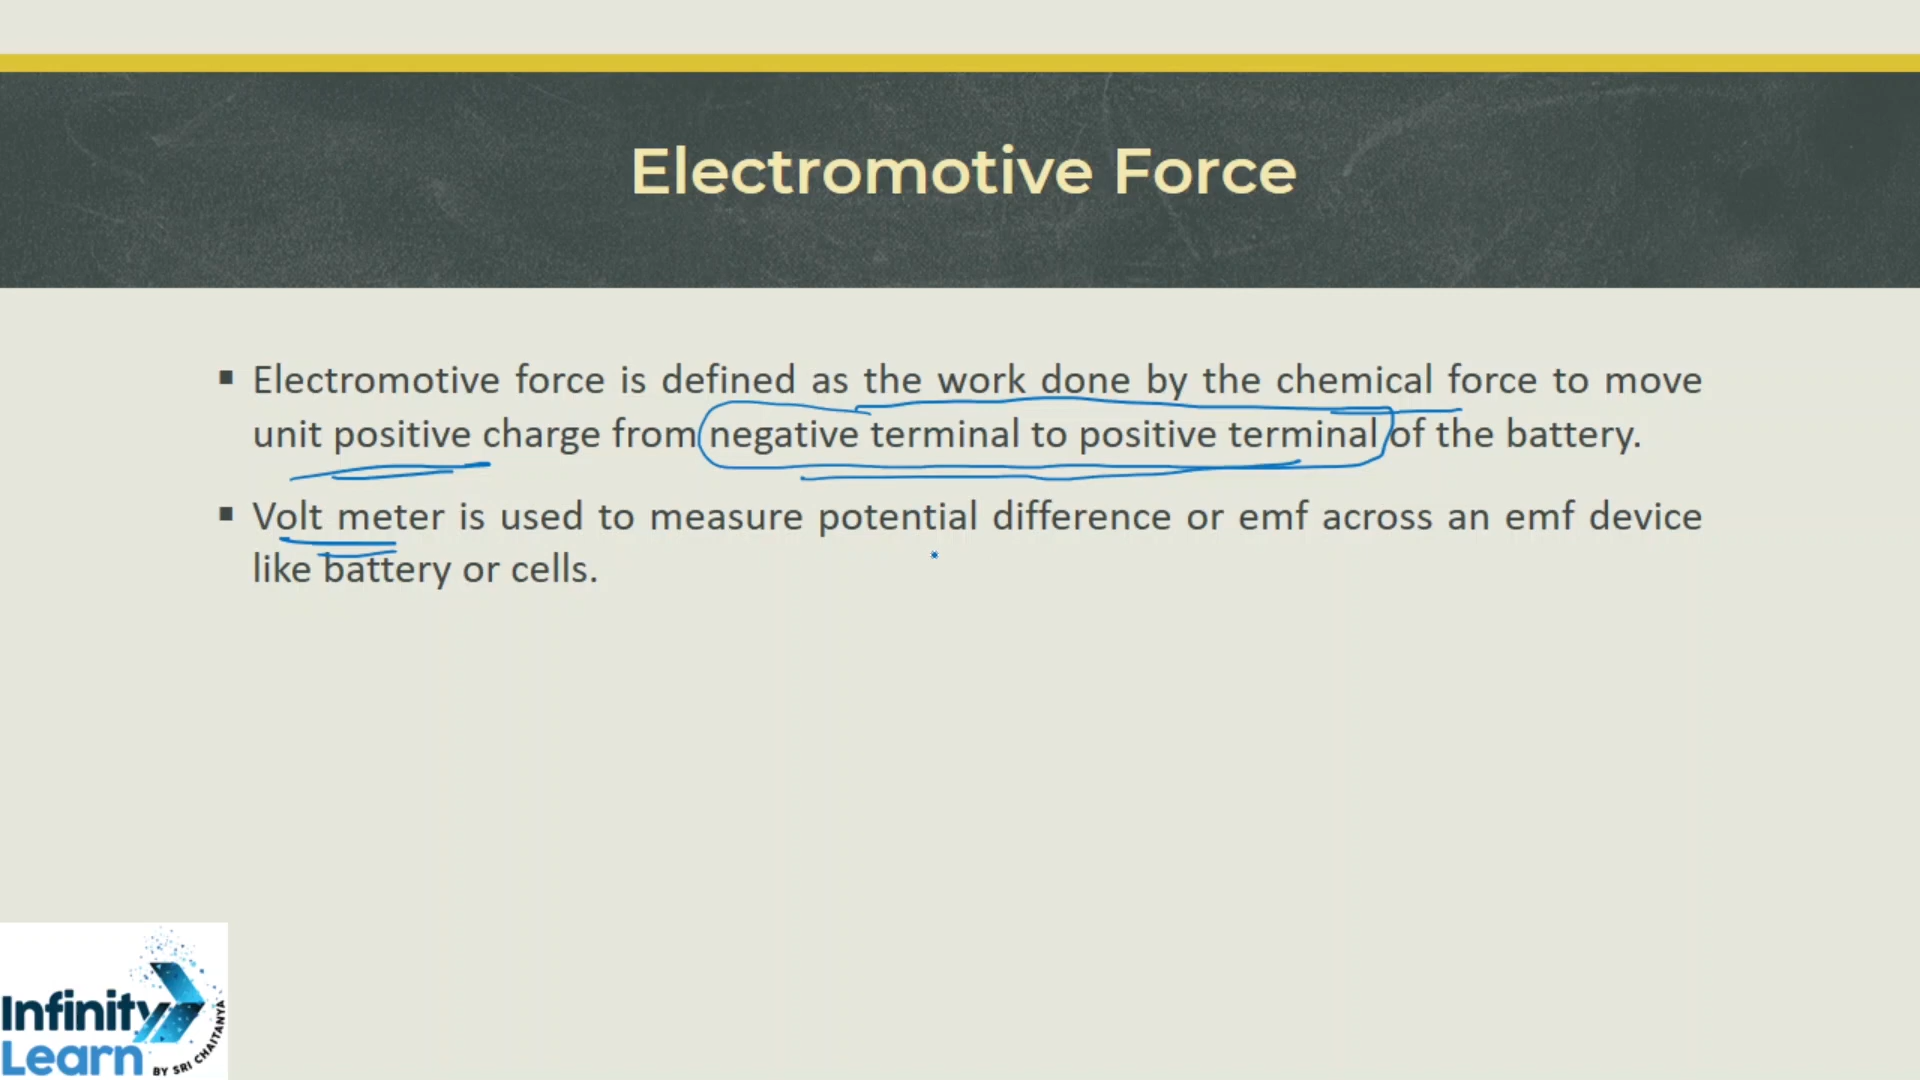 Electromotive Force
▪ Electromotive force is defined as the work done by the chemical force to move
unit positive charge from negative terminal to positive terminal of the battery.
▪ Volt meter is used to measure potential difference or emf across an emf device
like battery or cells.
Infinity
Learn
BY SRI CHAITANYA